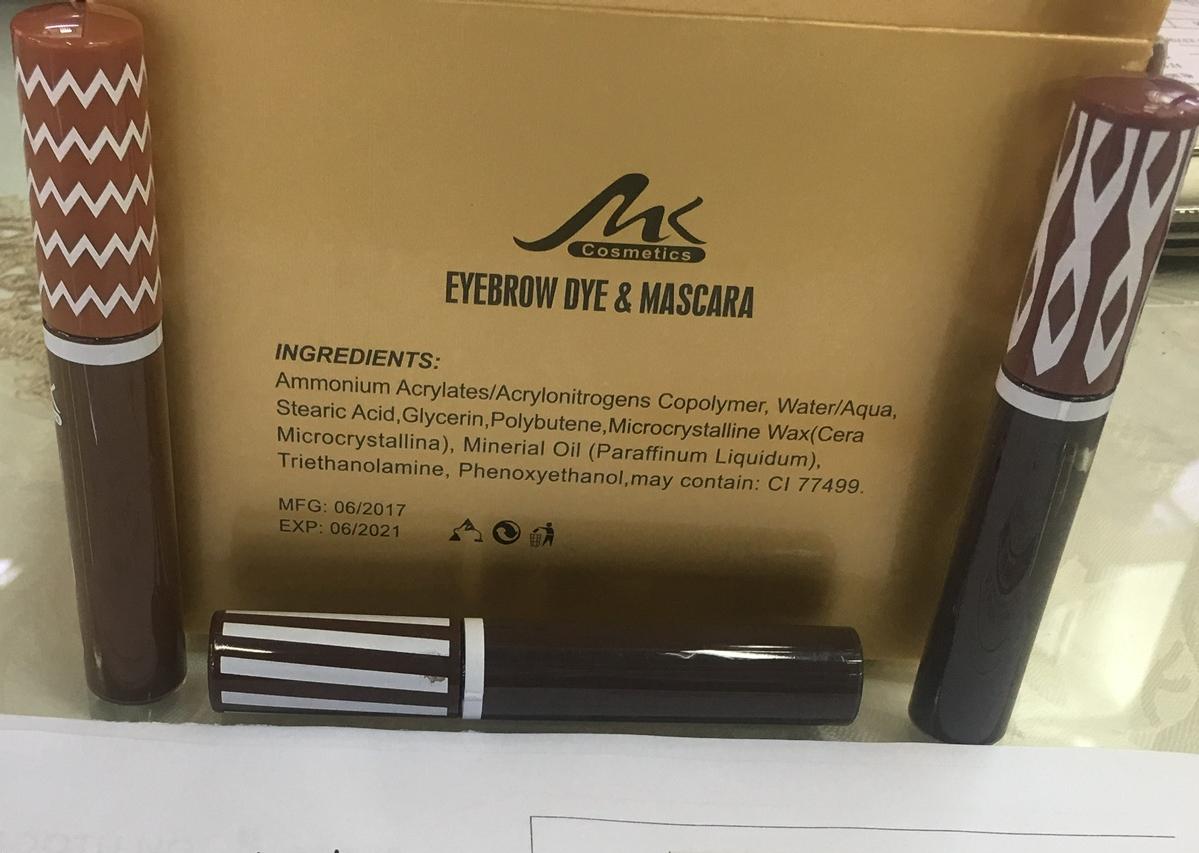 MK
Cosmetics
EYEBROW DYE & MASCARA
INGREDIENTS:
Ammonium Acrylates/Acrylonitrogens Copolymer, Water/Aqua,
Stearic Acid,Glycerin,Polybutene,Microcrystalline Wax(Cera
Microcrystallina), Minerial Oil (Paraffinum Liquidum),
Triethanolamine, Phenoxyethanol,may contain: CI 77499.
MFG: 06/2017
EXP: 06/2021